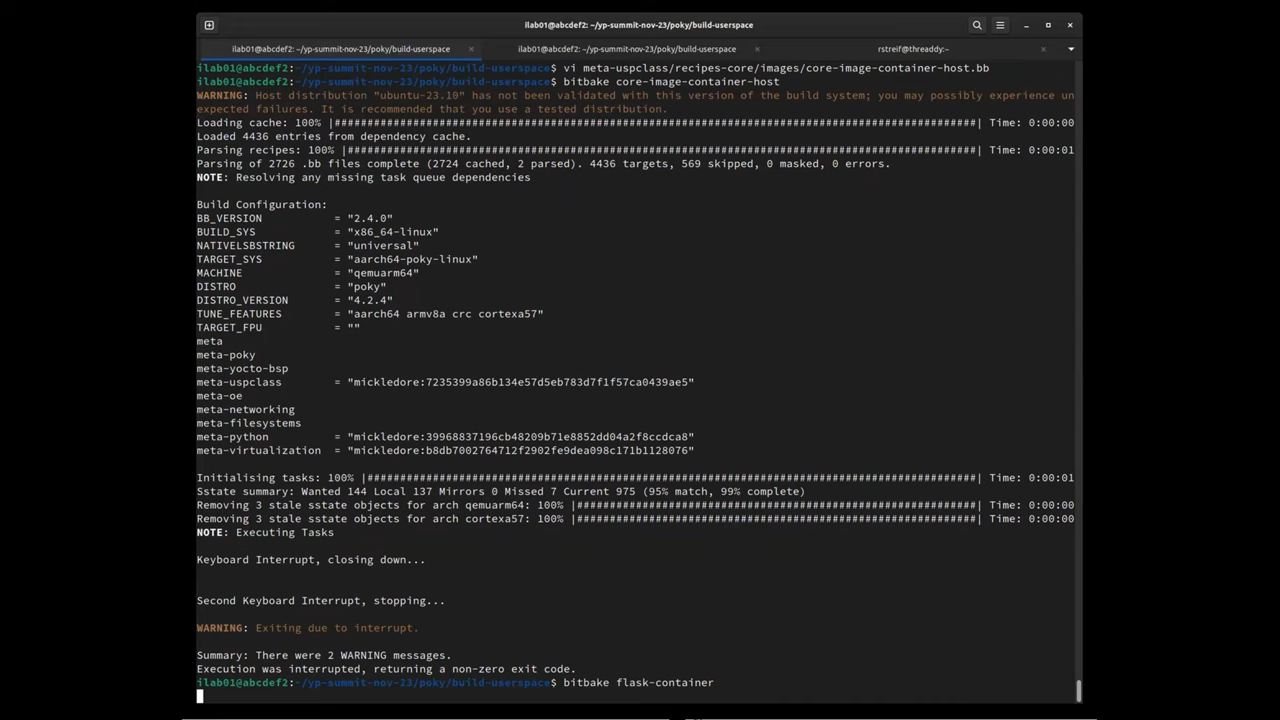 ilab01@abcdef2: ~/yp-summit-nov-23/poky/build-userspace
ilab01@abcdef2: ~/yp-summit-nov-23/poky/build-userspace
ilab01@abcdef2: ~/yp-summit-nov-23/poky/build-userspace
rstreif@threaddy:~
ilab01@abcdef2:~/yp-summit-nov-23/poky/build-userspace$ vi meta-uspclass/recipes-core/images/core-image-container-host.bb
ilab01@abcdef2:~/yp-summit-nov-23/poky/build-userspace$ bitbake core-image-container-host
WARNING: Host distribution "ubuntu-23.10" has not been validated with this version of the build system; you may possibly experience un
expected failures. It is recommended that you use a tested distribution.
Loading cache: 100% |###################################################################################################| Time: 0:00:00
Loaded 4436 entries from dependency cache.
Parsing recipes: 100% |#################################################################################################| Time: 0:00:01
Parsing of 2726 .bb files complete (2724 cached, 2 parsed). 4436 targets, 569 skipped, 0 masked, 0 errors.
NOTE: Resolving any missing task queue dependencies
Build Configuration:
BB_VERSION           = "2.4.0"
BUILD_SYS            = "x86_64-linux"
NATIVELSBSTRING      = "universal"
TARGET_SYS           = "aarch64-poky-linux"
MACHINE              = "qemuarm64"
DISTRO               = "poky"
DISTRO_VERSION       = "4.2.4"
TUNE_FEATURES        = "aarch64 armv8a crc cortexa57"
TARGET_FPU           = ""
meta
meta-poky
meta-yocto-bsp
meta-uspclass        = "mickledore:7235399a86b134e57d5eb783d7f1f57ca0439ae5"
meta-oe
meta-networking
meta-filesystems
meta-python          = "mickledore:39968837196cb48209b71e8852dd04a2f8ccdca8"
meta-virtualization  = "mickledore:b8db7002764712f2902fe9dea098c171b1128076"
Initialising tasks: 100% |##############################################################################################| Time: 0:00:01
Sstate summary: Wanted 144 Local 137 Mirrors 0 Missed 7 Current 975 (95% match, 99% complete)
Removing 3 stale sstate objects for arch qemuarm64: 100% |##############################################################| Time: 0:00:00
Removing 3 stale sstate objects for arch cortexa57: 100% |##############################################################| Time: 0:00:00
NOTE: Executing Tasks
Keyboard Interrupt, closing down...
Second Keyboard Interrupt, stopping...
WARNING: Exiting due to interrupt.
Summary: There were 2 WARNING messages.
Execution was interrupted, returning a non-zero exit code.
ilab01@abcdef2:~/yp-summit-nov-23/poky/build-userspace$ bitbake flask-container